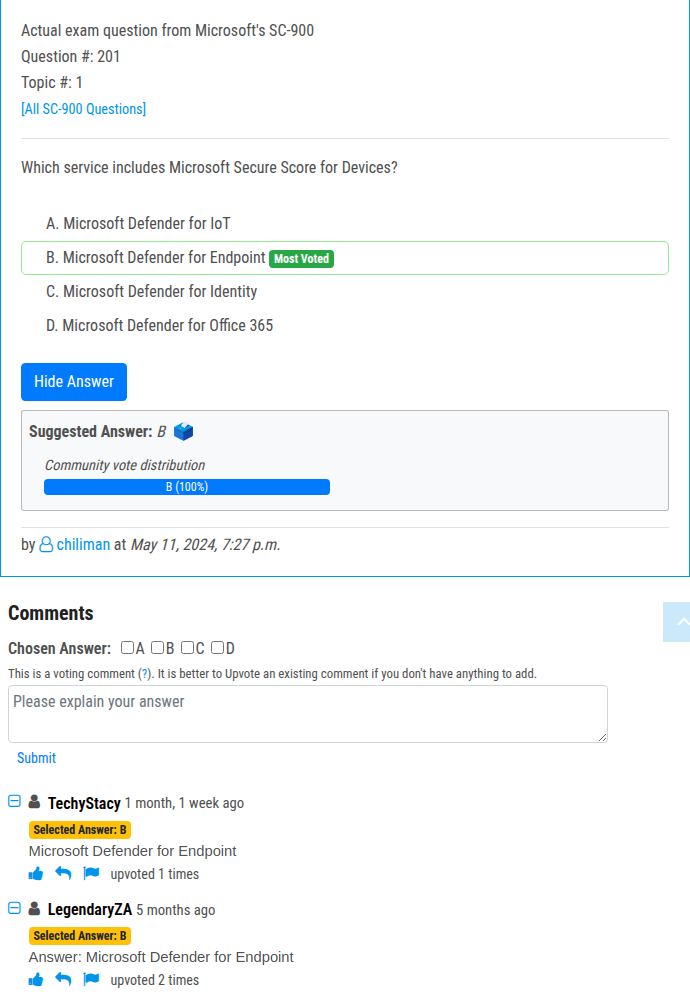 Actual exam question from Microsoft's SC-900
Question #: 201
Topic #: 1
[All SC-900 Questions]
Which service includes Microsoft Secure Score for Devices?
A. Microsoft Defender for IoT
B. Microsoft Defender for Endpoint Most Voted
C. Microsoft Defender for Identity
D. Microsoft Defender for Office 365
Hide Answer
Suggested Answer: B
Community vote distribution
B (100%)
by chiliman at May 11, 2024, 7:27 p.m.
Comments
Chosen Answer: A B C D
This is a voting comment (?). It is better to Upvote an existing comment if you don't have anything to add.
Please explain your answer
Submit
TechyStacy 1 month, 1 week ago
Selected Answer: B
Microsoft Defender for Endpoint
upvoted 1 times
LegendaryZA 5 months ago
Selected Answer: B
Answer: Microsoft Defender for Endpoint
upvoted 2 times